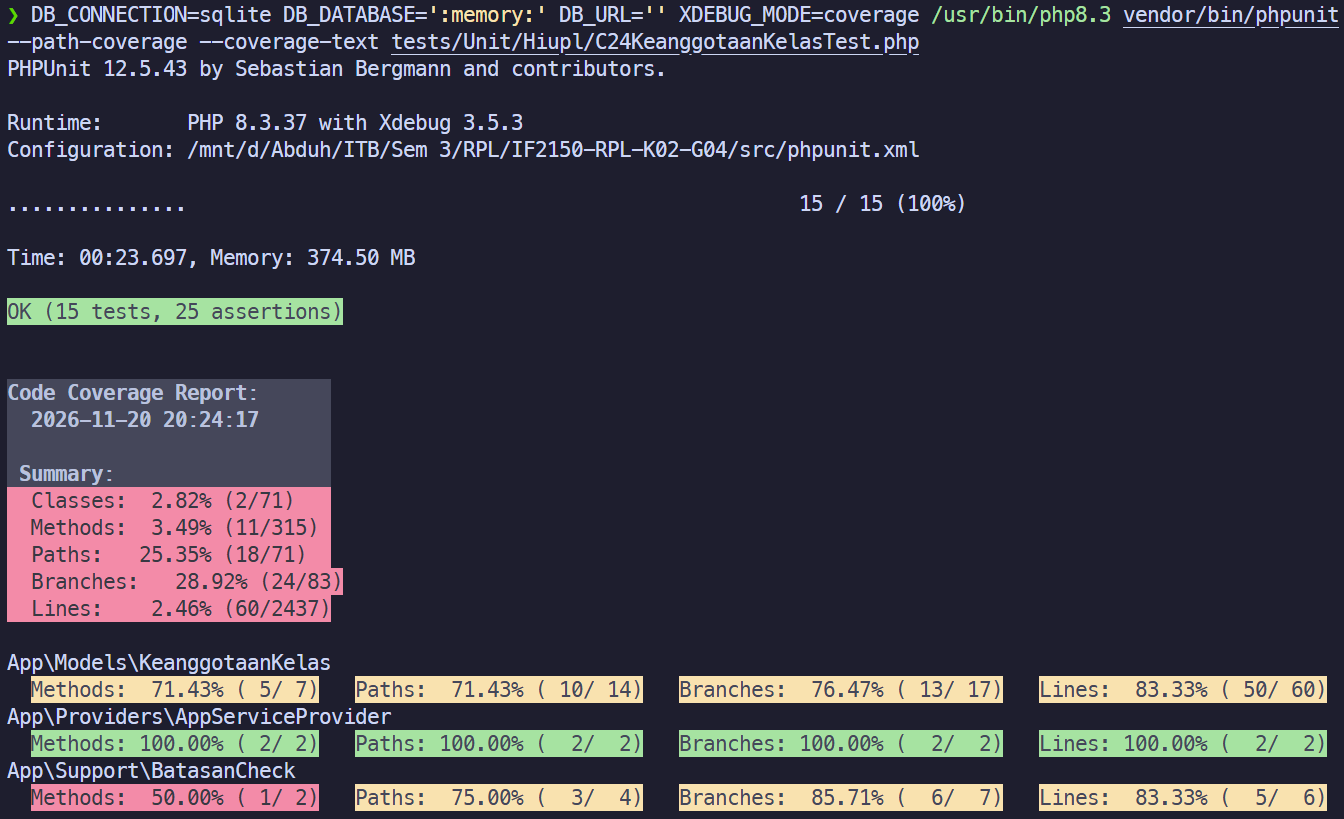 ❯ DB_CONNECTION=sqlite DB_DATABASE=':memory:' DB_URL='' XDEBUG_MODE=coverage /usr/bin/php8.3 vendor/bin/phpunit
--path-coverage --coverage-text tests/Unit/Hiupl/C24KeanggotaanKelasTest.php
PHPUnit 12.5.43 by Sebastian Bergmann and contributors.
Runtime:       PHP 8.3.37 with Xdebug 3.5.3
Configuration: /mnt/d/Abduh/ITB/Sem 3/RPL/IF2150-RPL-K02-G04/src/phpunit.xml
...............                                                   15 / 15 (100%)
Time: 00:23.697, Memory: 374.50 MB
OK (15 tests, 25 assertions)
Code Coverage Report:
  2026-11-20 20:24:17
 Summary:
  Classes:  2.82% (2/71)
  Methods:  3.49% (11/315)
  Paths:   25.35% (18/71)
  Branches:   28.92% (24/83)
  Lines:    2.46% (60/2437)
App\Models\KeanggotaanKelas
  Methods:  71.43% ( 5/ 7)   Paths:  71.43% ( 10/ 14)   Branches:  76.47% ( 13/ 17)   Lines:  83.33% ( 50/ 60)
App\Providers\AppServiceProvider
  Methods: 100.00% ( 2/ 2)   Paths: 100.00% (  2/  2)   Branches: 100.00% (  2/  2)   Lines: 100.00% (  2/  2)
App\Support\BatasanCheck
  Methods:  50.00% ( 1/ 2)   Paths:  75.00% (  3/  4)   Branches:  85.71% (  6/  7)   Lines:  83.33% (  5/  6)